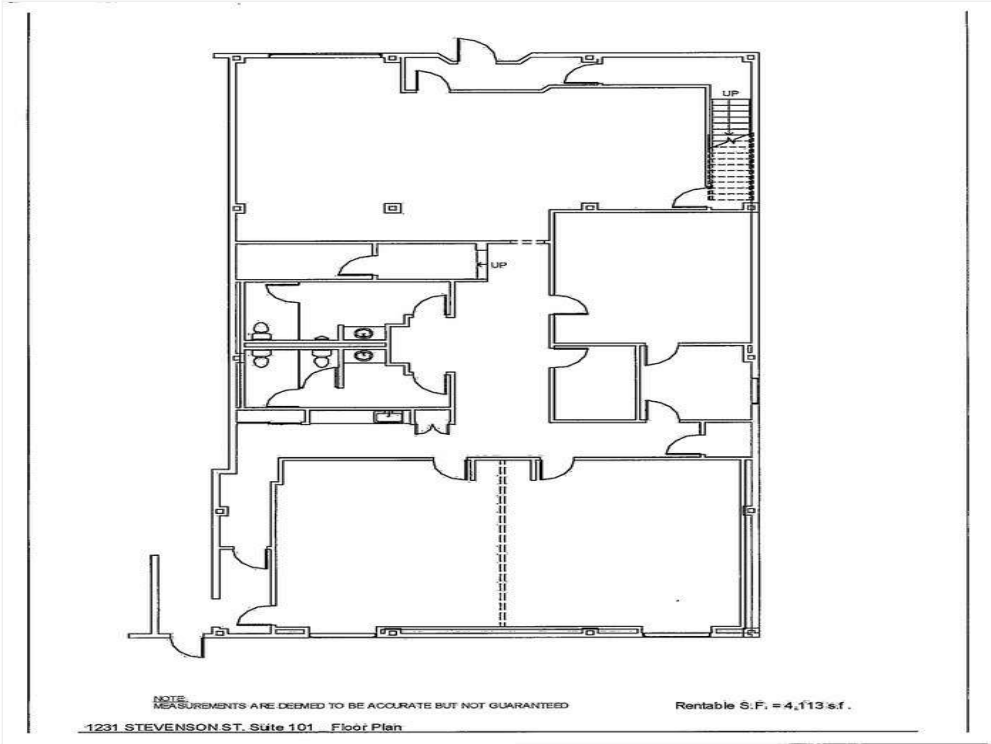 UP
UP
NOTE:
MEASUREMENTS ARE DEEMED TO BE ACCURATE BUT NOT GUARANTEED
Rentable S.F. = 4,113 s.f.
1231 STEVENSON ST. Suite 101 Floor Plan